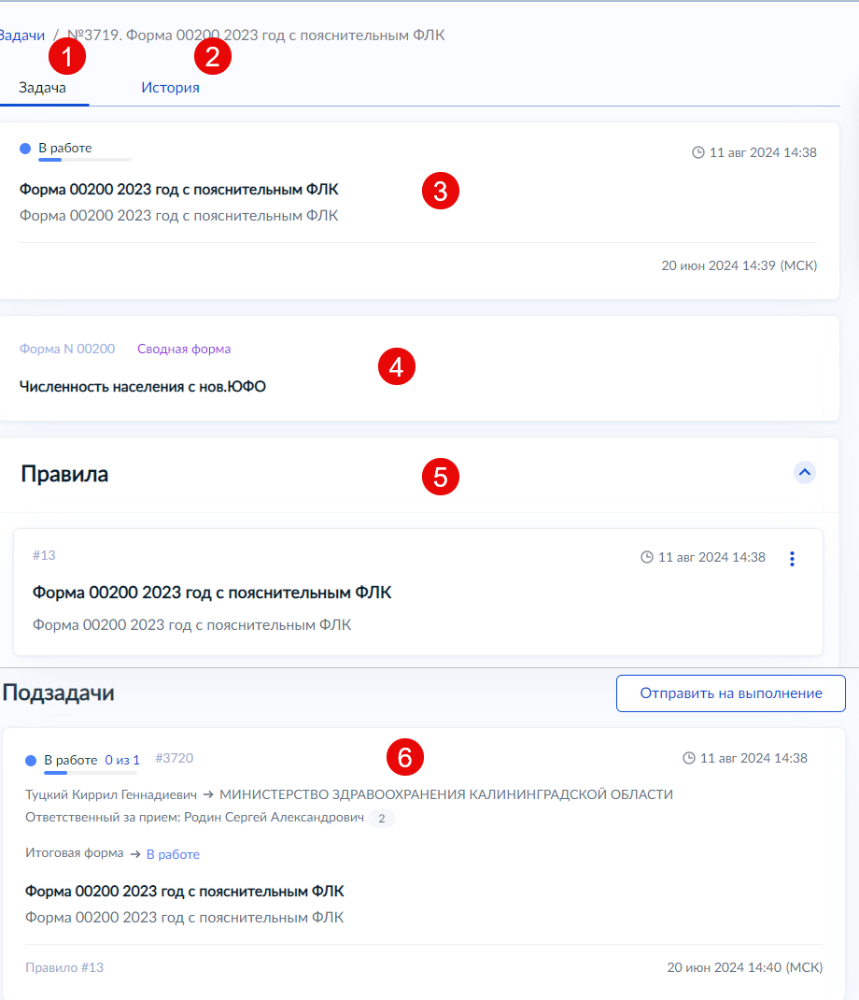 Задачи / №3719. Форма 00200 2023 год с пояснительным ФЛК
1 2
Задача История
В работе 11 авг 2024 14:38
Форма 00200 2023 год с пояснительным ФЛК
3
Форма 00200 2023 год с пояснительным ФЛК
20 июн 2024 14:39 (МСК)
Форма N 00200 Сводная форма
4
Численность населения с нов.ЮФО
Правила 5
#13 11 авг 2024 14:38
Форма 00200 2023 год с пояснительным ФЛК
Форма 00200 2023 год с пояснительным ФЛК
Подзадачи Отправить на выполнение
В работе 0 из 1 #3720 6 11 авг 2024 14:38
Туцкий Киррил Геннадиевич → МИНИСТЕРСТВО ЗДРАВООХРАНЕНИЯ КАЛИНИНГРАДСКОЙ ОБЛАСТИ
Ответственный за прием: Родин Сергей Александрович 2
Итоговая форма → В работе
Форма 00200 2023 год с пояснительным ФЛК
Форма 00200 2023 год с пояснительным ФЛК
Правило #13 20 июн 2024 14:40 (МСК)